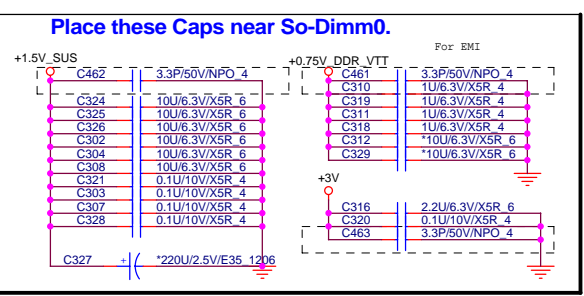 Place these Caps near So-Dimm0.
For EMI
+1.5V_SUS
C462 3.3P/50V/NPO_4
C324 10U/6.3V/X5R_6
C325 10U/6.3V/X5R_6
C326 10U/6.3V/X5R_6
C302 10U/6.3V/X5R_6
C304 10U/6.3V/X5R_6
C308 10U/6.3V/X5R_6
C321 0.1U/10V/X5R_4
C303 0.1U/10V/X5R_4
C307 0.1U/10V/X5R_4
C328 0.1U/10V/X5R_4
C327 + *220U/2.5V/E35_1206
+0.75V_DDR_VTT
C461 3.3P/50V/NPO_4
C310 1U/6.3V/X5R_4
C319 1U/6.3V/X5R_4
C311 1U/6.3V/X5R_4
C318 1U/6.3V/X5R_4
C312 *10U/6.3V/X5R_6
C329 *10U/6.3V/X5R_6
+3V
C316 2.2U/6.3V/X5R_6
C320 0.1U/10V/X5R_4
C463 3.3P/50V/NPO_4